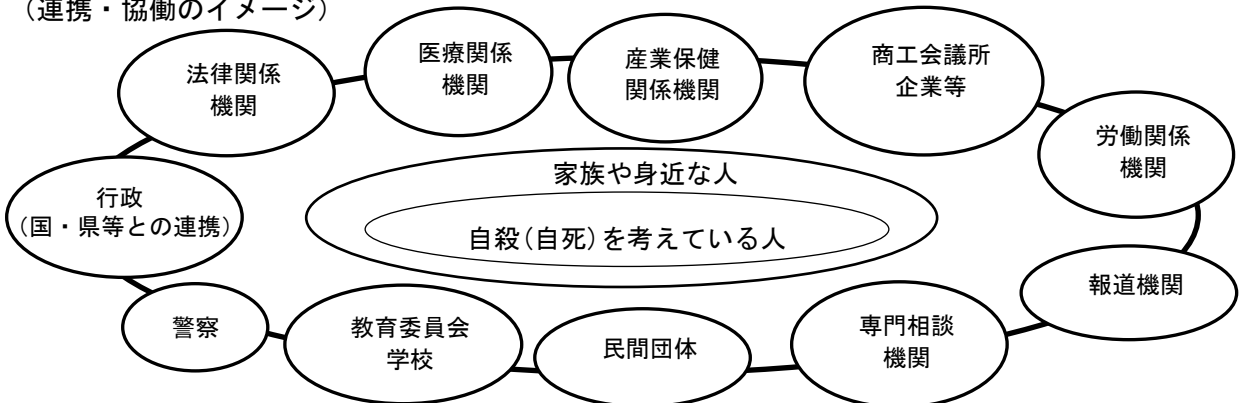 （連携・協働のイメージ）
法律関係
機関
医療関係
機関
産業保健
関係機関
商工会議所
企業等
労働関係
機関
行政
（国・県等との連携）
家族や身近な人
自殺（自死）を考えている人
報道機関
警察
教育委員会
学校
民間団体
専門相談
機関